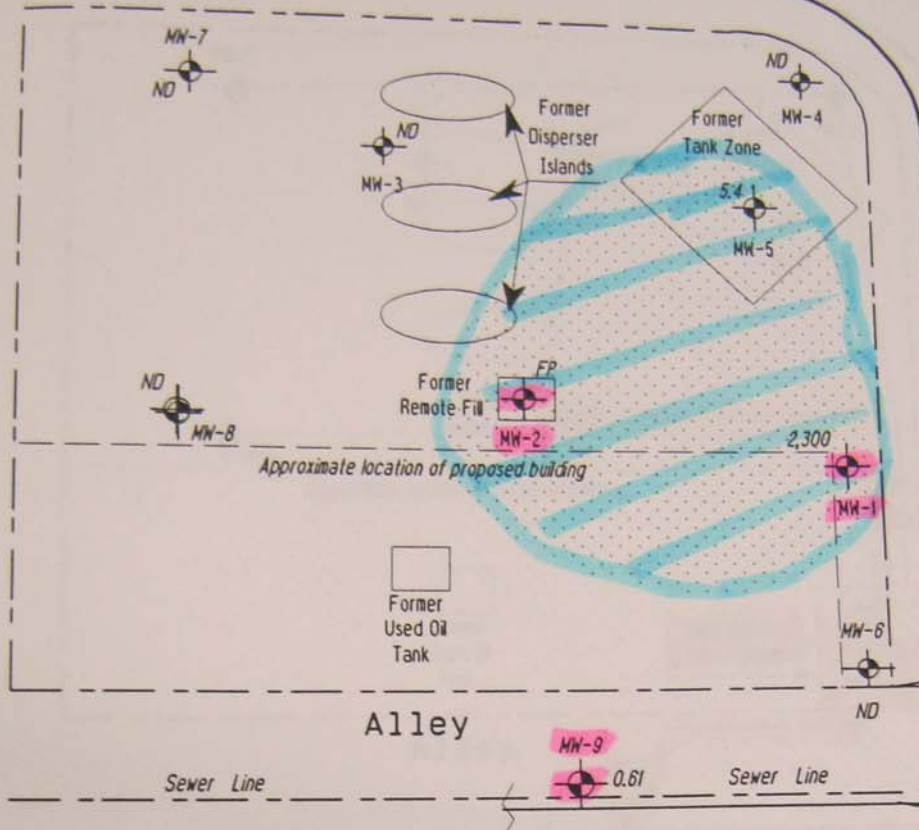 MW-7
ND
ND
MW-3
Former
Disperser
Islands
ND
MW-4
Former
Tank Zone
5.4
MW-5
ND
MW-8
Former
Remote Fill
FP
MW-2
2,300
MW-1
Approximate location of proposed building
Former
Used Oil
Tank
MW-6
ND
Alley
MW-9
0.61
Sewer Line
Sewer Line